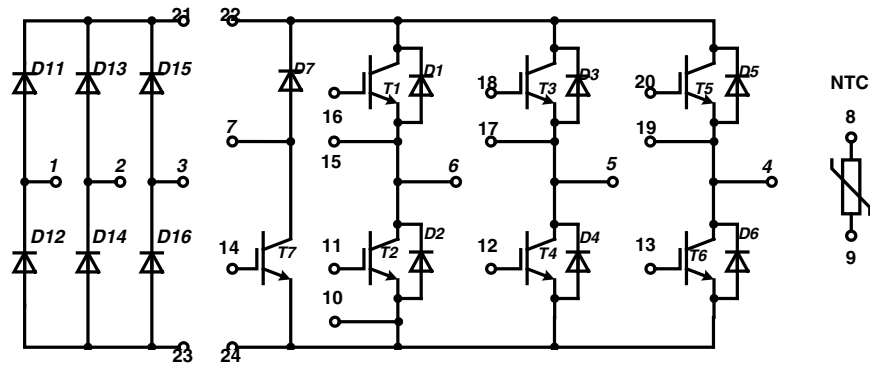 21 22
D11 D13 D15 D7 D1 D3 D5
T1 T3 T5
18 20 NTC
16
7 17 19 8
15
1 2 3 6 5 4
D12 D14 D16 D2 D4 D6
14 T7 11 T2 12 T4 13 T6 9
10
23 24